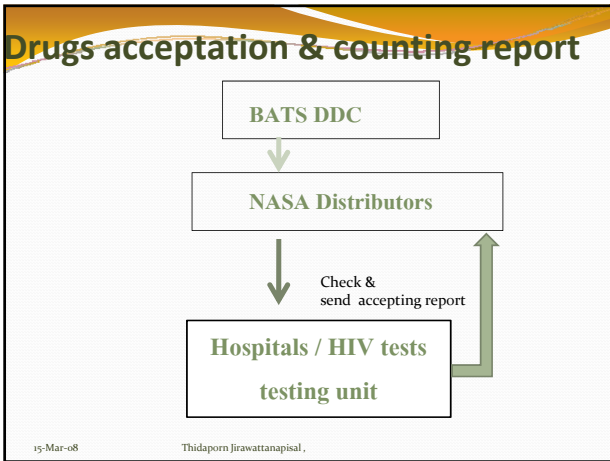 Drugs acceptation & counting report
BATS DDC
NASA Distributors
Check &
send accepting report
Hospitals / HIV tests
testing unit
15-Mar-08
Thidaporn Jirawattanapisal ,